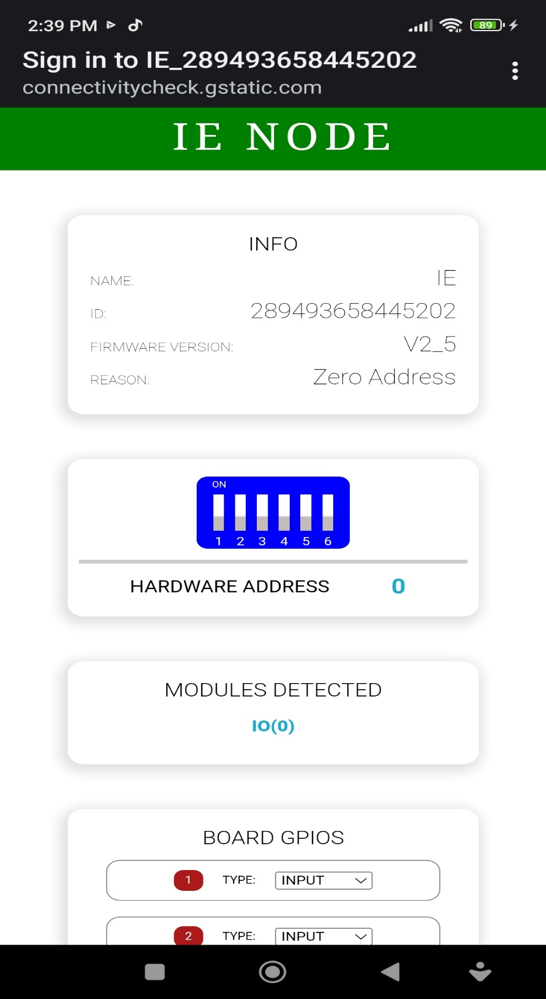 2:39 PM
89
Sign in to IE_289493658445202
connectivitycheck.gstatic.com
IE NODE
INFO
NAME: IE
ID: 289493658445202
FIRMWARE VERSION: V2_5
REASON: Zero Address
ON
1 2 3 4 5 6
HARDWARE ADDRESS 0
MODULES DETECTED
IO(0)
BOARD GPIOS
1 TYPE: INPUT
2 TYPE: INPUT